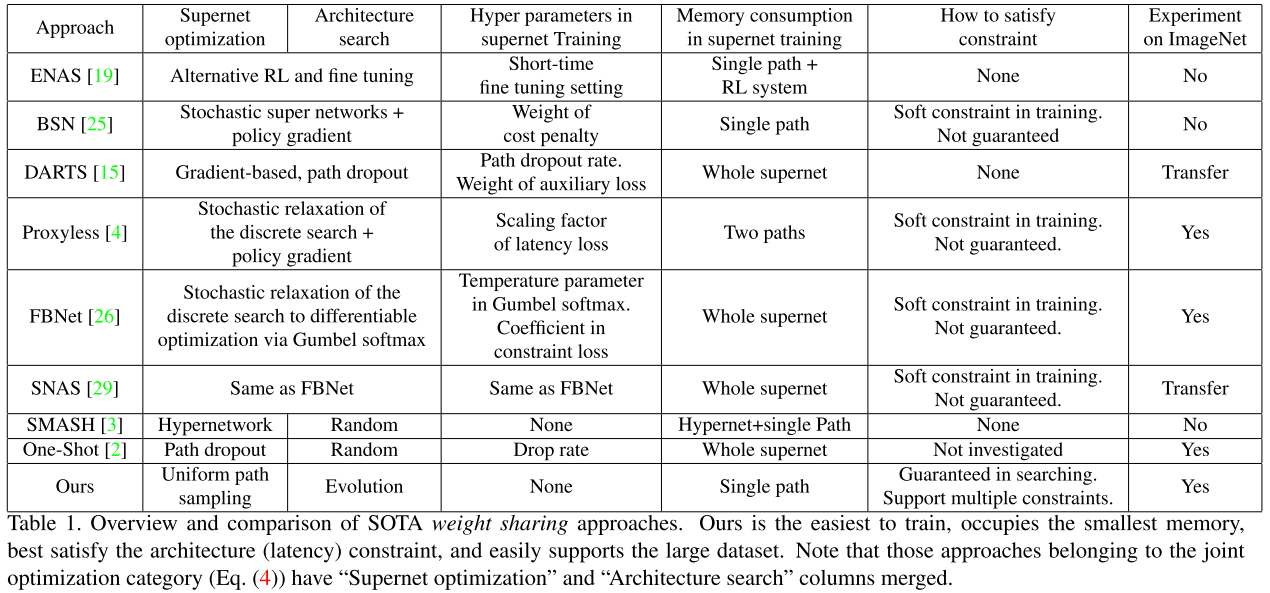 Approach | Supernet optimization | Architecture search | Hyper parameters in supernet Training | Memory consumption in supernet training | How to satisfy constraint | Experiment on ImageNet
ENAS [19] | Alternative RL and fine tuning | Short-time fine tuning setting | Single path + RL system | None | No
BSN [25] | Stochastic super networks + policy gradient | Weight of cost penalty | Single path | Soft constraint in training. Not guaranteed | No
DARTS [15] | Gradient-based, path dropout | Path dropout rate. Weight of auxiliary loss | Whole supernet | None | Transfer
Proxyless [4] | Stochastic relaxation of the discrete search + policy gradient | Scaling factor of latency loss | Two paths | Soft constraint in training. Not guaranteed. | Yes
FBNet [26] | Stochastic relaxation of the discrete search to differentiable optimization via Gumbel softmax | Temperature parameter in Gumbel softmax. Coefficient in constraint loss | Whole supernet | Soft constraint in training. Not guaranteed. | Yes
SNAS [29] | Same as FBNet | Same as FBNet | Whole supernet | Soft constraint in training. Not guaranteed. | Transfer
SMASH [3] | Hypernetwork | Random | None | Hypernet+single Path | None | No
One-Shot [2] | Path dropout | Random | Drop rate | Whole supernet | Not investigated | Yes
Ours | Uniform path sampling | Evolution | None | Single path | Guaranteed in searching. Support multiple constraints. | Yes
Table 1. Overview and comparison of SOTA weight sharing approaches. Ours is the easiest to train, occupies the smallest memory,
best satisfy the architecture (latency) constraint, and easily supports the large dataset. Note that those approaches belonging to the joint
optimization category (Eq. (4)) have “Supernet optimization” and “Architecture search” columns merged.